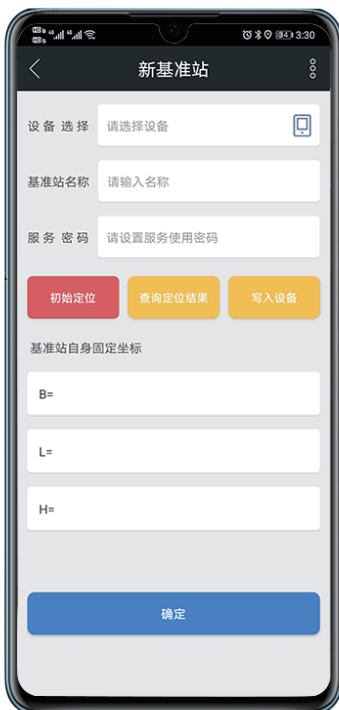 3:30
新基准站
设备选择 请选择设备
基准站名称 请输入名称
服务密码 请设置服务使用密码
初始定位 查询定位结果 写入设备
基准站自身固定坐标
B=
L=
H=
确定